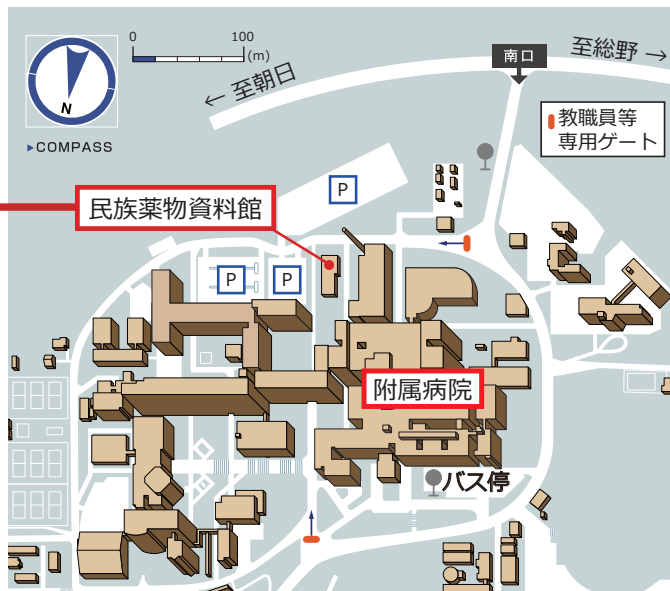 0 100
(m)
N
▶COMPASS
南口
至総野 →
← 至朝日
教職員等
専用ゲート
P
民族薬物資料館
P
P
附属病院
バス停